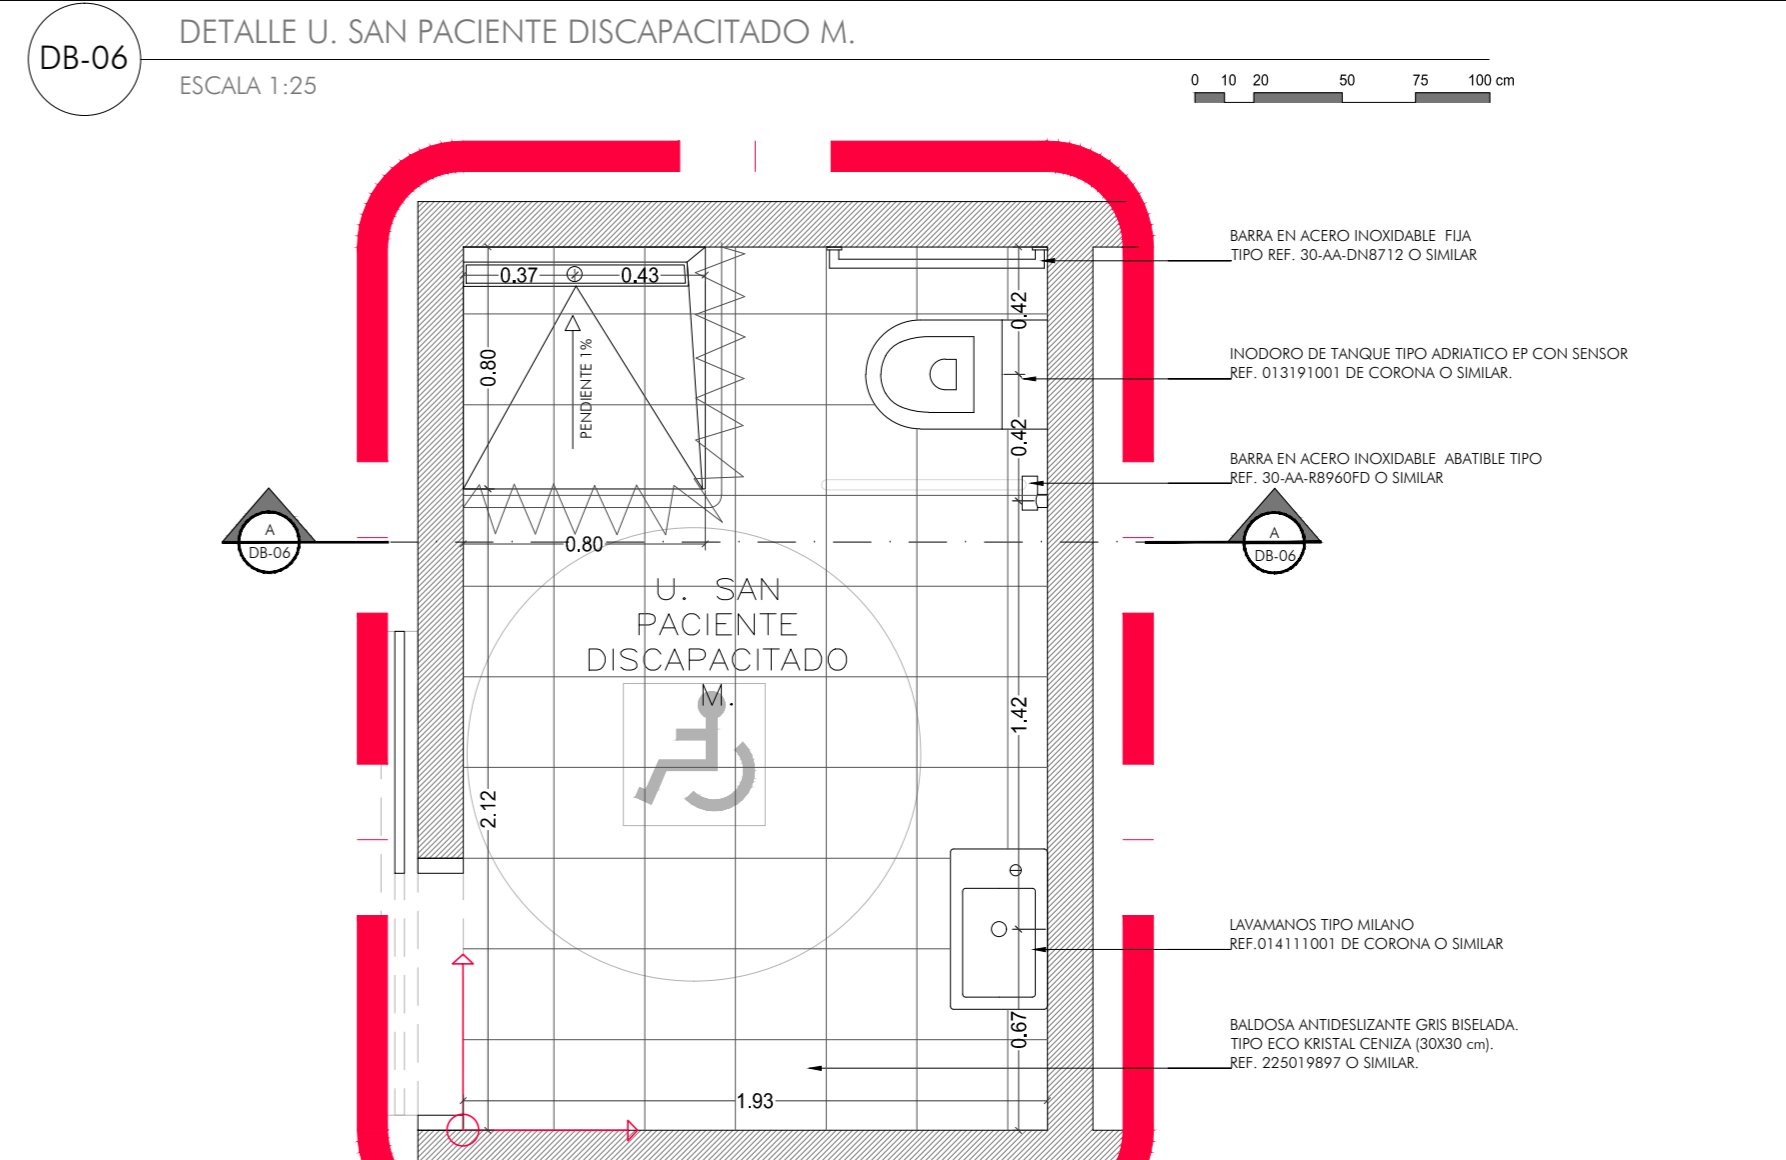 DB-06
DETALLE U. SAN PACIENTE DISCAPACITADO M.
ESCALA 1:25
0 10 20 50 75 100 cm
BARRA EN ACERO INOXIDABLE FIJA
TIPO REF. 30-AA-DN8712 O SIMILAR
0.37
0.43
0.42
0.80
PENDIENTE 1%
INODORO DE TANQUE TIPO ADRIATICO EP CON SENSOR
REF. 013191001 DE CORONA O SIMILAR.
0.42
BARRA EN ACERO INOXIDABLE ABATIBLE TIPO
REF. 30-AA-R8960FD O SIMILAR
A
DB-06
0.80
A
DB-06
U. SAN
PACIENTE
DISCAPACITADO
M.
1.42
2.12
LAVAMANOS TIPO MILANO
REF.014111001 DE CORONA O SIMILAR
0.67
BALDOSA ANTIDESLIZANTE GRIS BISELADA.
TIPO ECO KRISTAL CENIZA (30X30 cm).
REF. 225019897 O SIMILAR.
1.93